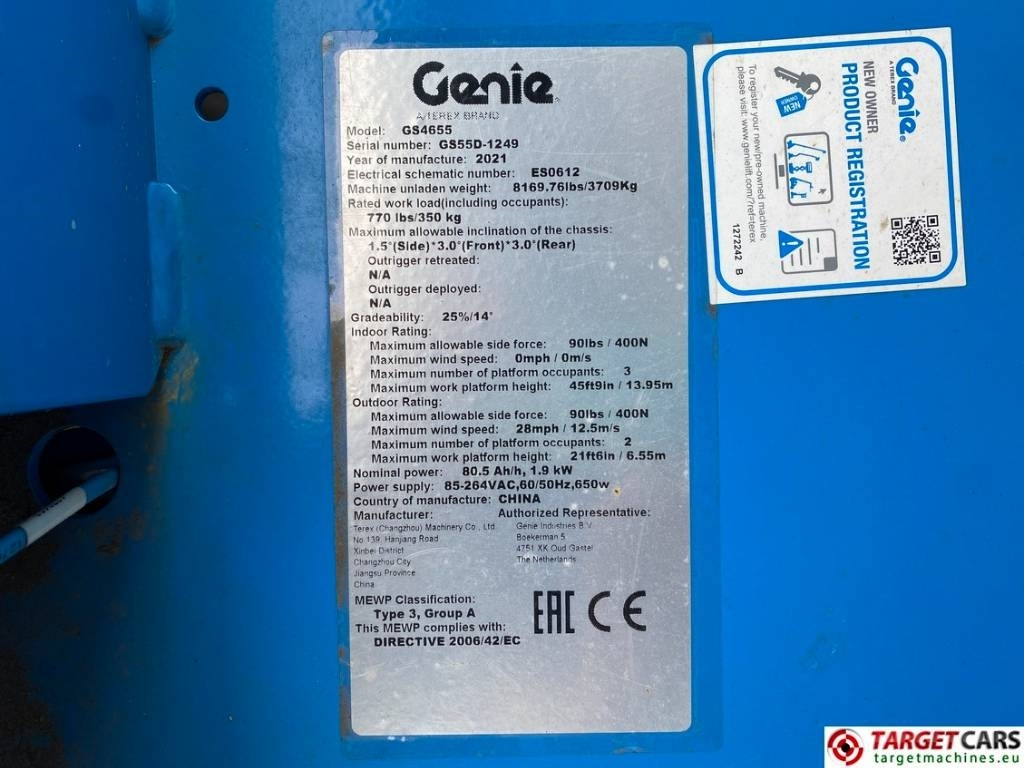 Genie
A TEREX BRAND
Model: GS4655
Serial number: GS55D-1249
Year of manufacture: 2021
Electrical schematic number: ES0612
Machine unladen weight: 8169.76lbs/3709Kg
Rated work load(including occupants):
770 lbs/350 kg
Maximum allowable inclination of the chassis:
1.5°(Side)*3.0°(Front)*3.0°(Rear)
Outrigger retreated:
N/A
Outrigger deployed:
N/A
Gradeability: 25%/14°
Indoor Rating:
Maximum allowable side force: 90lbs / 400N
Maximum wind speed: 0mph / 0m/s
Maximum number of platform occupants: 3
Maximum work platform height: 45ft9in / 13.95m
Outdoor Rating:
Maximum allowable side force: 90lbs / 400N
Maximum wind speed: 28mph / 12.5m/s
Maximum number of platform occupants: 2
Maximum work platform height: 21ft6in / 6.55m
Nominal power: 80.5 Ah/h, 1.9 kW
Power supply: 85-264VAC,60/50Hz,650w
Country of manufacture: CHINA
Manufacturer: Authorized Representative:
Terex (Changzhou) Machinery Co., Ltd. Genie Industries B.V.
No.139, Hanjiang Road Boekerman 5
Xinbei District 4751 XK Oud Gastel
Changzhou City The Netherlands
Jiangsu Province
China
MEWP Classification:
Type 3, Group A
This MEWP complies with:
DIRECTIVE 2006/42/EC
EAC CE
Genie
A TEREX BRAND
NEW OWNER
PRODUCT REGISTRATION
NEW OWNER
To register your new/pre-owned machine,
please visit: www.genielift.com/?ref=terex
1272242 B
TARGETCARS
targetmachines.eu